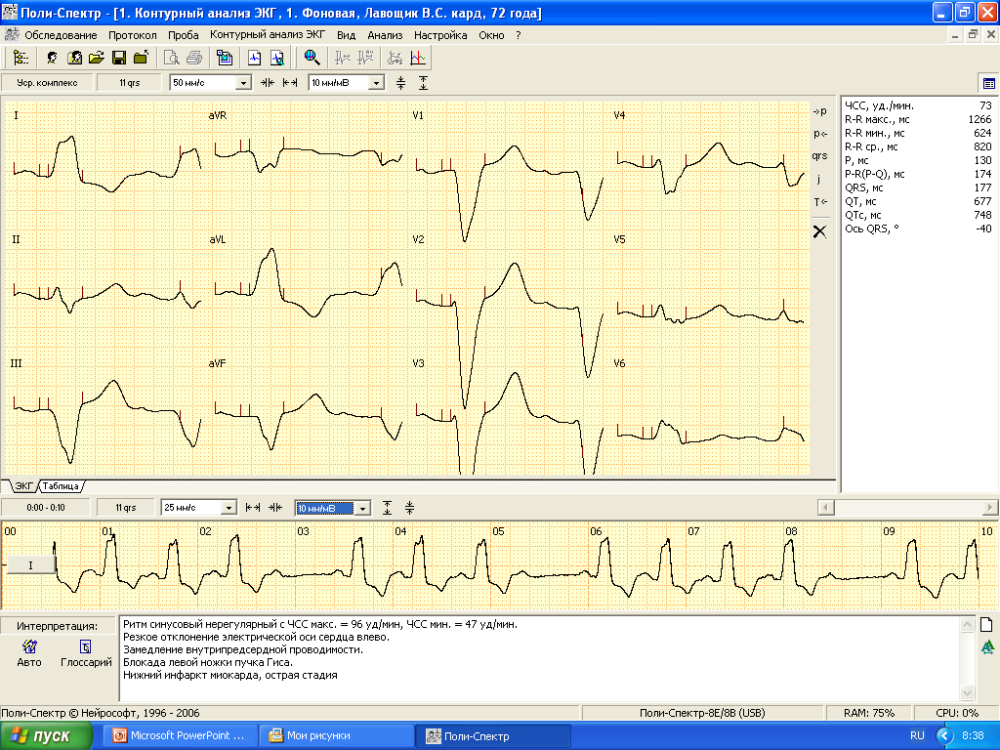 Поли-Спектр - [1. Контурный анализ ЭКГ, 1. Фоновая, Лавощик В.С. кард, 72 года]
Обследование Протокол Проба Контурный анализ ЭКГ Вид Анализ Настройка Окно ?
Уср. комплекс 11 qrs 50 мм/с 10 мм/мВ
I aVR V1 V4
II aVL V2 V5
III aVF V3 V6
p
p
qrs
j
T
ЧСС, уд./мин. 73
R-R макс., мс 1266
R-R мин., мс 624
R-R ср., мс 820
P, мс 130
P-R(P-Q), мс 174
QRS, мс 177
QT, мс 677
QTc, мс 748
Ось QRS, ° -40
ЭКГ Таблица
0:00 - 0:10 11 qrs 25 мм/с 10 мм/мВ
00 01 02 03 04 05 06 07 08 09 10
I
Интерпретация:
Авто Глоссарий
Ритм синусовый нерегулярный с ЧСС макс. = 96 уд/мин, ЧСС мин. = 47 уд/мин.
Резкое отклонение электрической оси сердца влево.
Замедление внутрипредсердной проводимости.
Блокада левой ножки пучка Гиса.
Нижний инфаркт миокарда, острая стадия
Поли-Спектр © Нейрософт, 1996 - 2006 Поли-Спектр-8Е/8В (USB) RAM: 75% CPU: 0%
пуск Microsoft PowerPoint ... Мои рисунки Поли-Спектр RU 8:38